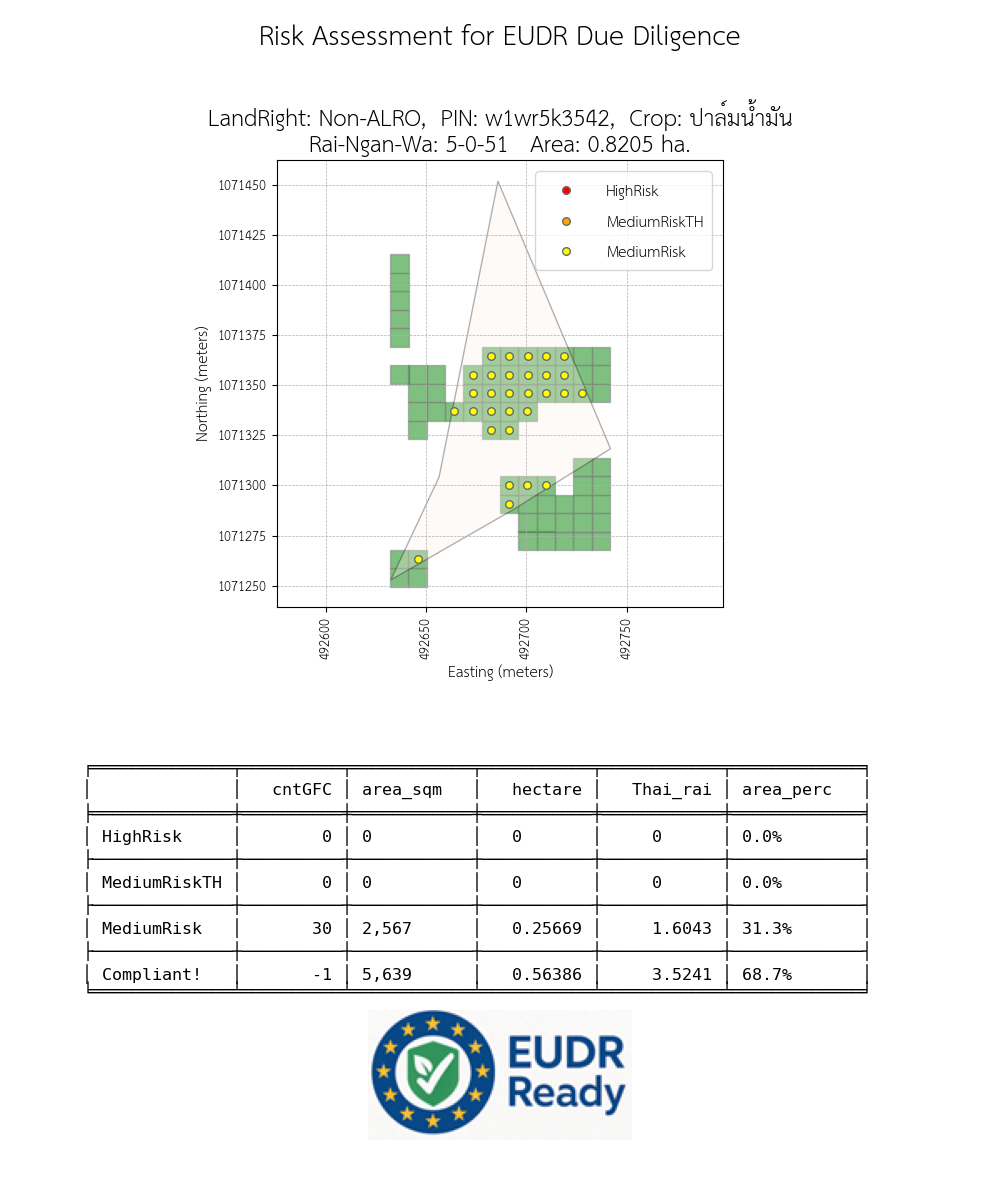 Risk Assessment for EUDR Due Diligence
LandRight: Non-ALRO,  PIN: w1wr5k3542,  Crop: ปาล์มน้ำมัน
Rai-Ngan-Wa: 5-0-51   Area: 0.8205 ha.
HighRisk
MediumRiskTH
MediumRisk
1071450
1071425
1071400
1071375
1071350
1071325
1071300
1071275
1071250
Northing (meters)
492600
492650
492700
492750
Easting (meters)
cntGFC area_sqm hectare Thai_rai area_perc
HighRisk 0 0 0 0 0.0%
MediumRiskTH 0 0 0 0 0.0%
MediumRisk 30 2,567 0.25669 1.6043 31.3%
Compliant! -1 5,639 0.56386 3.5241 68.7%
EUDR
Ready